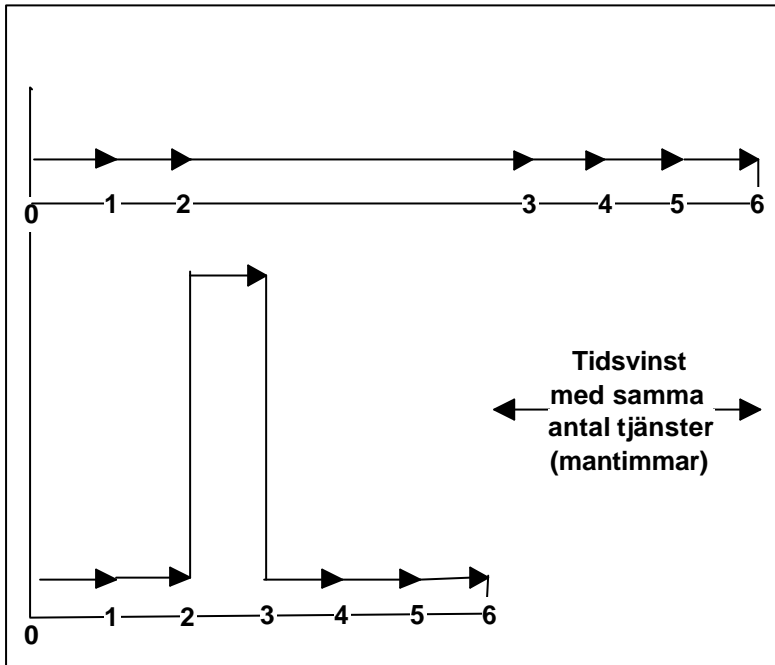 0 1 2 3 4 5 6
Tidsvinst
med samma
antal tjänster
(mantimmar)
0 1 2 3 4 5 6